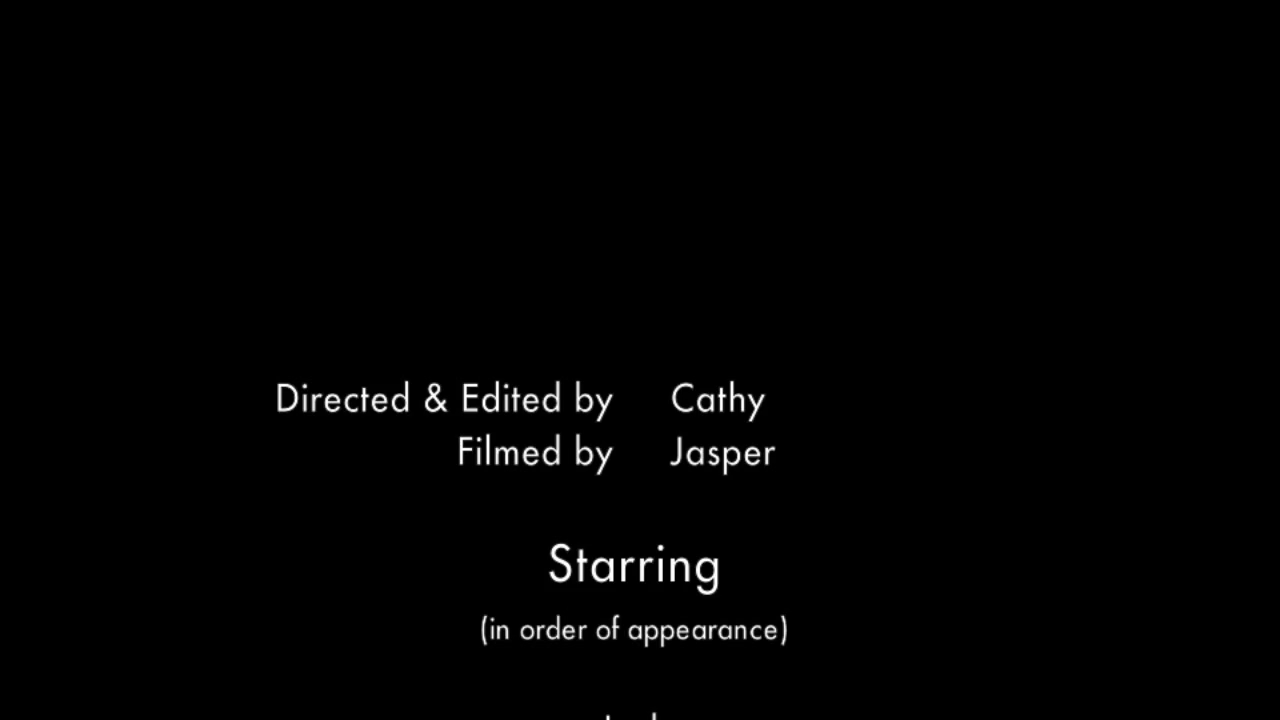 Directed & Edited by Cathy
Filmed by Jasper
Starring
(in order of appearance)